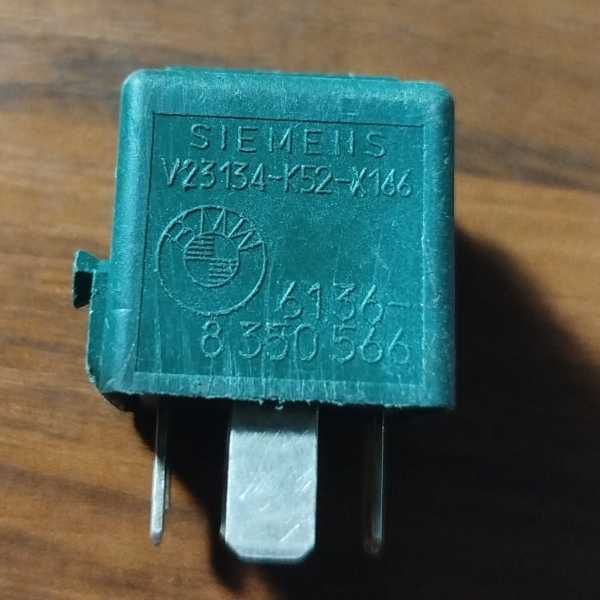 SIEMENS
V23134-K52-X166
BMW
6136-
8 350 566